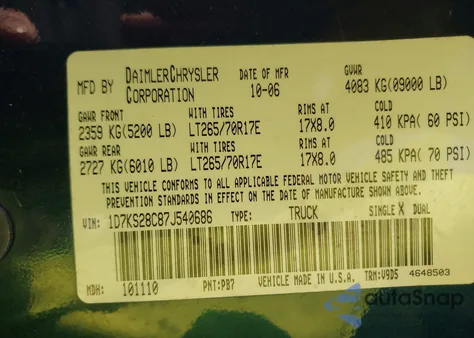 MFD BY DAIMLERCHRYSLER CORPORATION DATE OF MFR 10-06 GVWR 4083 KG(09000 LB)
GAWR FRONT WITH TIRES RIMS AT COLD
2359 KG(5200 LB) LT265/70R17E 17X8.0 410 KPA( 60 PSI)
GAWR REAR WITH TIRES RIMS AT COLD
2727 KG(6010 LB) LT265/70R17E 17X8.0 485 KPA( 70 PSI)
THIS VEHICLE CONFORMS TO ALL APPLICABLE FEDERAL MOTOR VEHICLE SAFETY AND THEFT
PREVENTION STANDARDS IN EFFECT ON THE DATE OF MANUFACTURE SHOWN ABOVE.
VIN: 1D7KS28C87J540686 TYPE: TRUCK SINGLE X DUAL
MDH: 101110 PNT:PB7 VEHICLE MADE IN U.S.A. TRM:V9D5 4648503
autoSnap